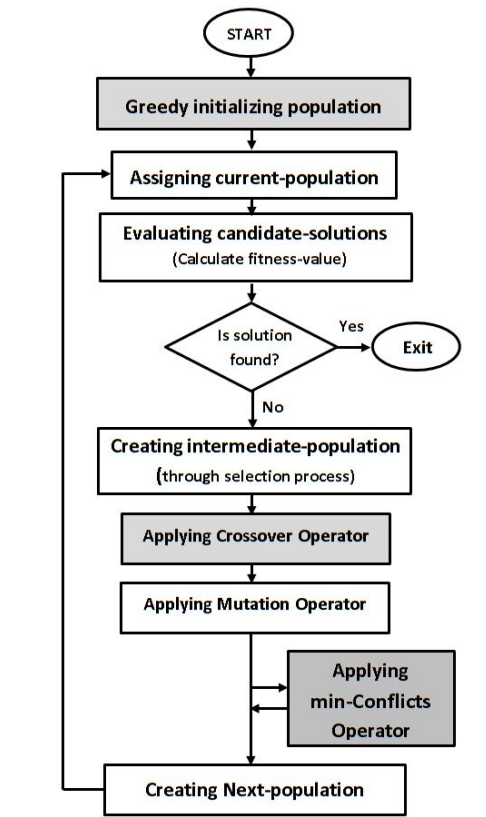 START
Greedy initializing population
Assigning current-population
Evaluating candidate-solutions
(Calculate fitness-value)
Is solution
found?
Yes
Exit
No
Creating intermediate-population
(through selection process)
Applying Crossover Operator
Applying Mutation Operator
Applying
min-Conflicts
Operator
Creating Next-population